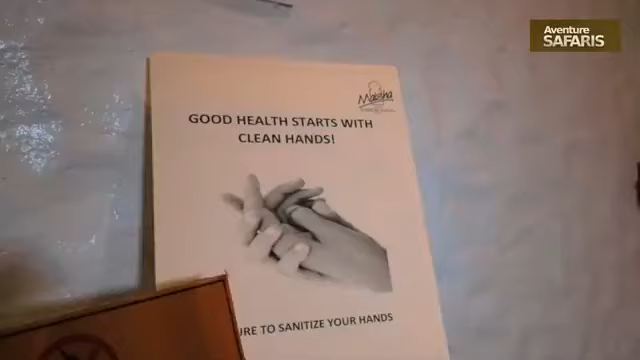 Aventure
SAFARIS
GOOD HEALTH STARTS WITH
CLEAN HANDS!
URE TO SANITIZE YOUR HANDS